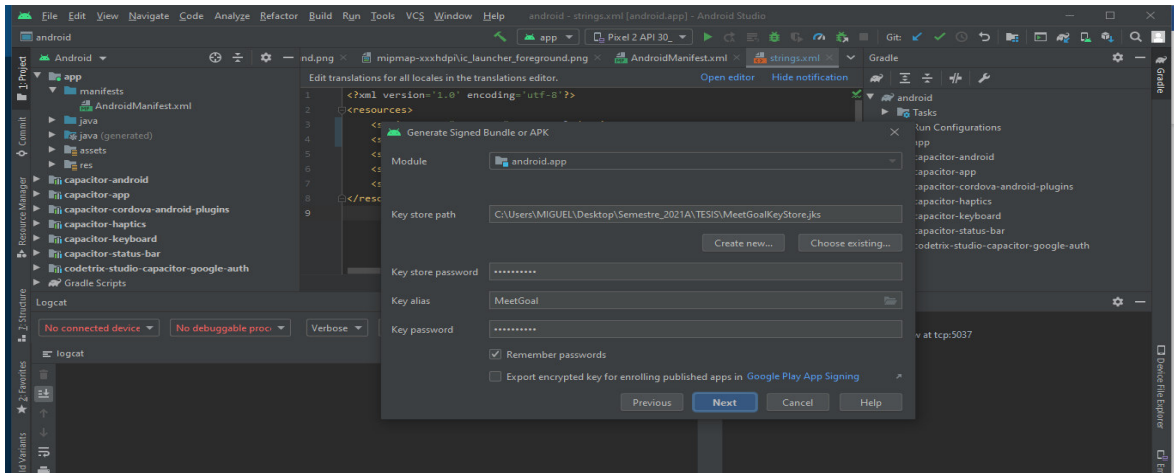 File Edit View Navigate Code Analyze Refactor Build Run Tools VCS Window Help android - strings.xml [android.app] - Android Studio
android app Pixel 2 API 30_ Git:
Android nd.png mipmap-xxxhdpi\ic_launcher_foreground.png AndroidManifest.xml strings.xml Gradle
1: Project
Commit
Resource Manager
Z: Structure
2: Favorites
ld Variants
app
manifests
AndroidManifest.xml
java
java (generated)
assets
res
capacitor-android
capacitor-app
capacitor-cordova-android-plugins
capacitor-haptics
capacitor-keyboard
capacitor-status-bar
codetrix-studio-capacitor-google-auth
Gradle Scripts
Edit translations for all locales in the translations editor. Open editor Hide notification
1 <?xml version='1.0' encoding='utf-8'?>
2 <resources>
3 <s
4 <s
5 <s
6 <s
7 <s
8 </reso
9
Generate Signed Bundle or APK
Module android.app
Key store path C:\Users\MIGUEL\Desktop\Semestre_2021A\TESIS\MeetGoalKeyStore.jks
Create new... Choose existing...
Key store password ••••••••••
Key alias MeetGoal
Key password ••••••••••
Remember passwords
Export encrypted key for enrolling published apps in Google Play App Signing
Previous Next Cancel Help
android
Tasks
Run Configurations
app
capacitor-android
capacitor-app
capacitor-cordova-android-plugins
capacitor-haptics
capacitor-keyboard
capacitor-status-bar
codetrix-studio-capacitor-google-auth
Logcat
No connected device No debuggable proc Verbose
logcat
w at tcp:5037
Gradle
Device File Explorer